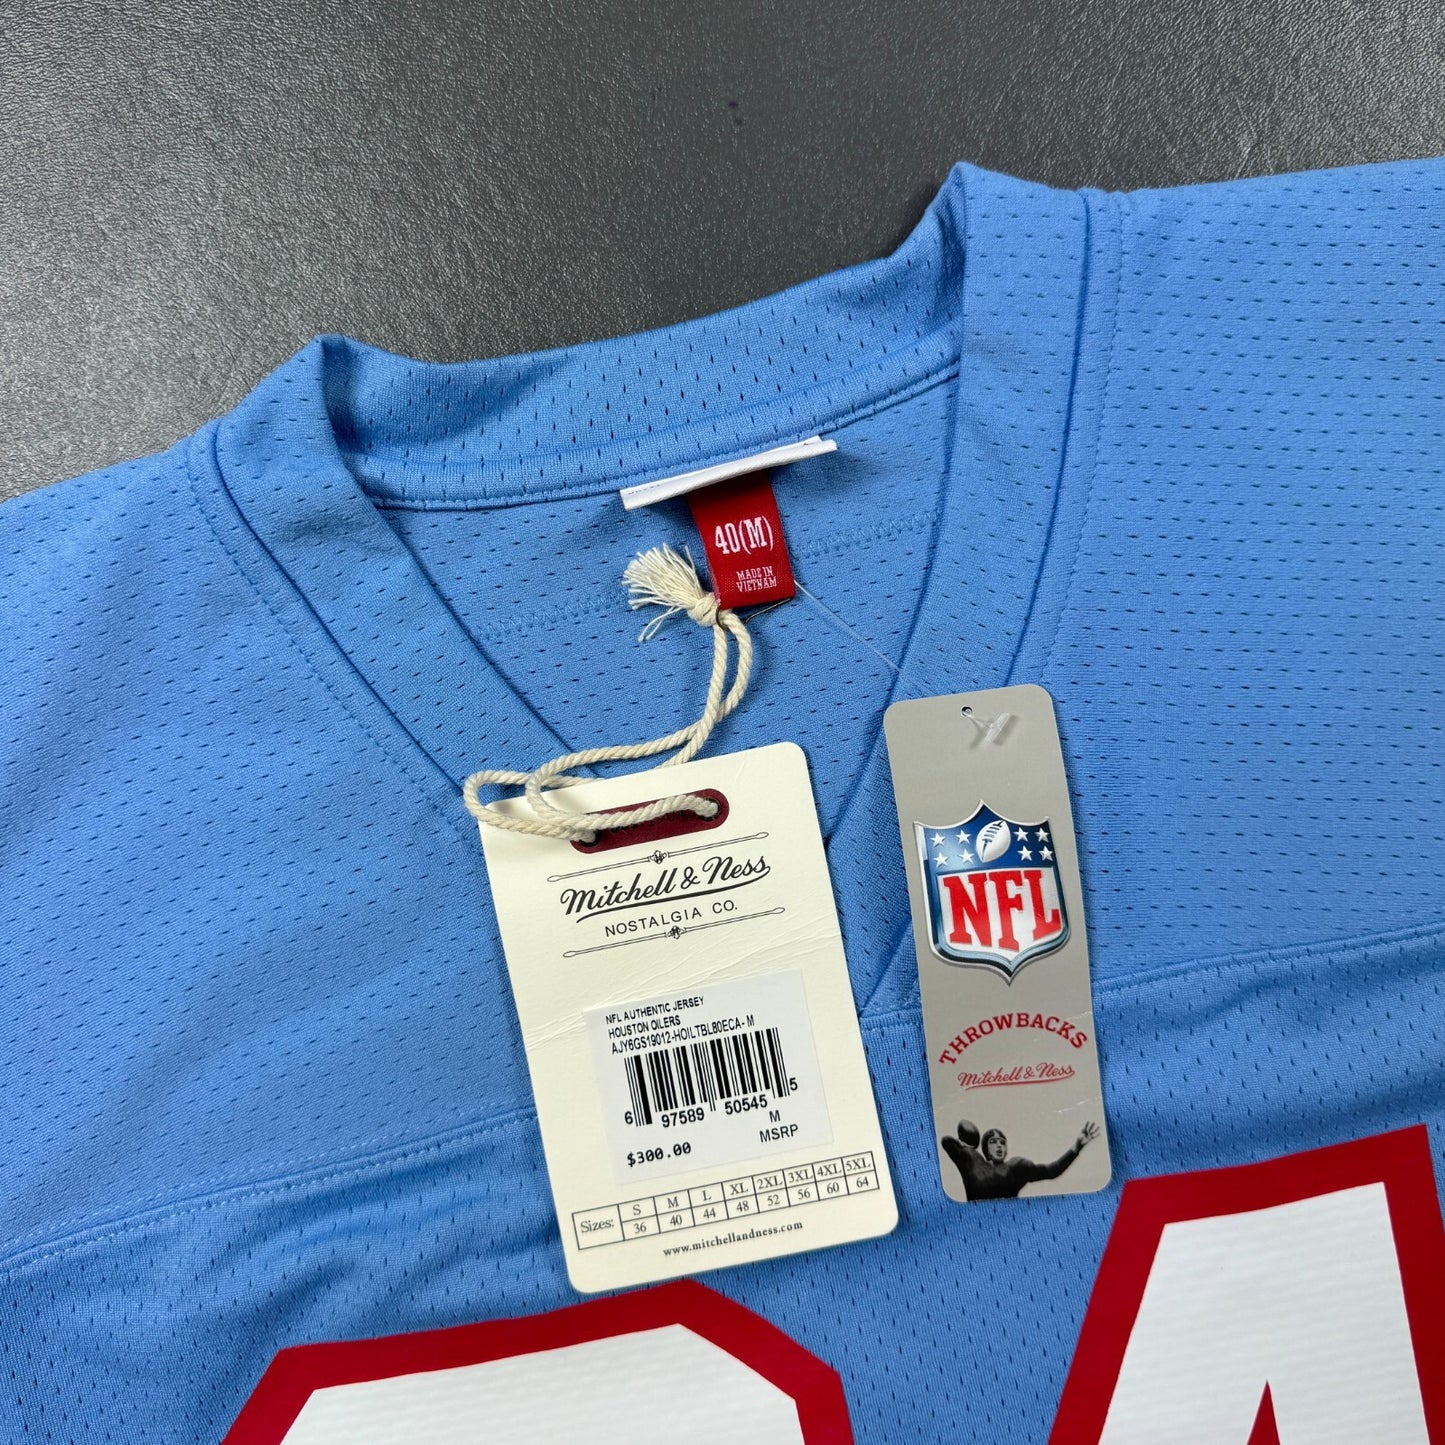 40(M)
MADE IN
VIETNAM
Mitchell & Ness
NOSTALGIA CO.
NFL AUTHENTIC JERSEY
HOUSTON OILERS
AJY6GS19012-HOILTBL80ECA- M
6 97589 50545 5
M
$300.00 MSRP
Sizes: S M L XL 2XL 3XL 4XL 5XL
36 40 44 48 52 56 60 64
www.mitchellandness.com
NFL
THROWBACKS
Mitchell & Ness